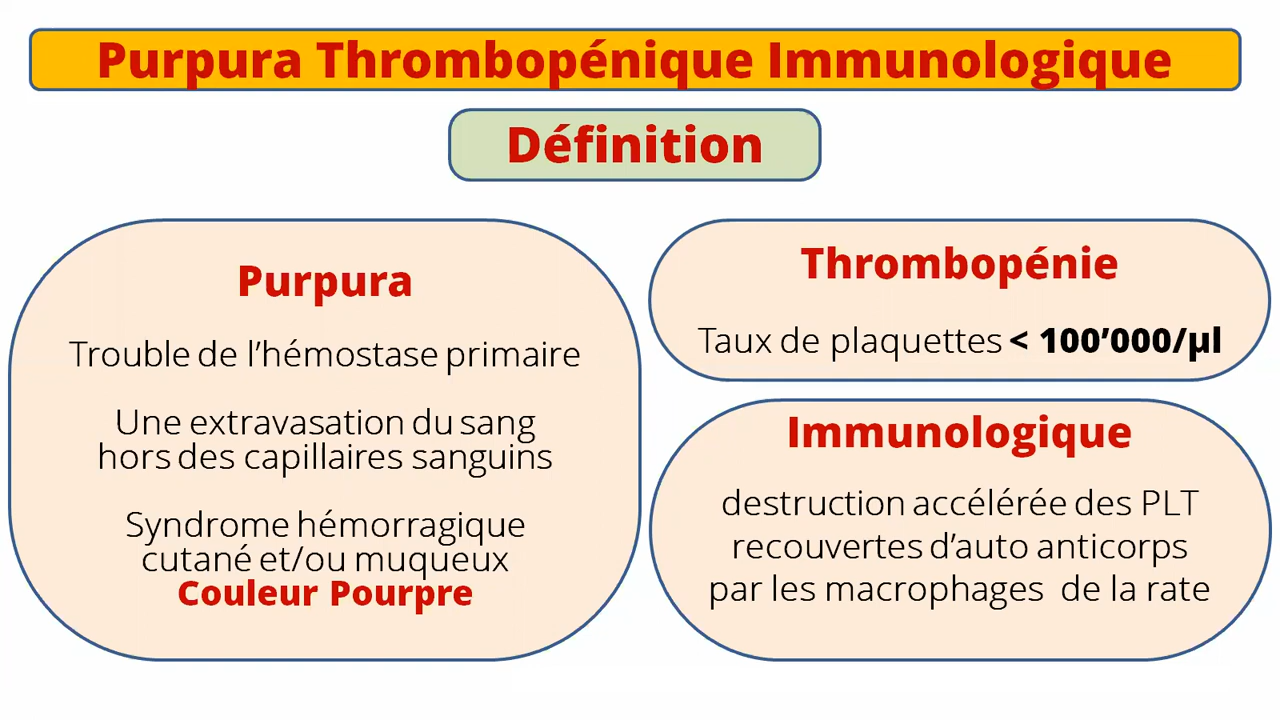 Purpura Thrombopénique Immunologique
Définition
Purpura
Trouble de l’hémostase primaire
Une extravasation du sang
hors des capillaires sanguins
Syndrome hémorragique
cutané et/ou muqueux
Couleur Pourpre
Thrombopénie
Taux de plaquettes < 100’000/µl
Immunologique
destruction accélérée des PLT
recouvertes d’auto anticorps
par les macrophages de la rate